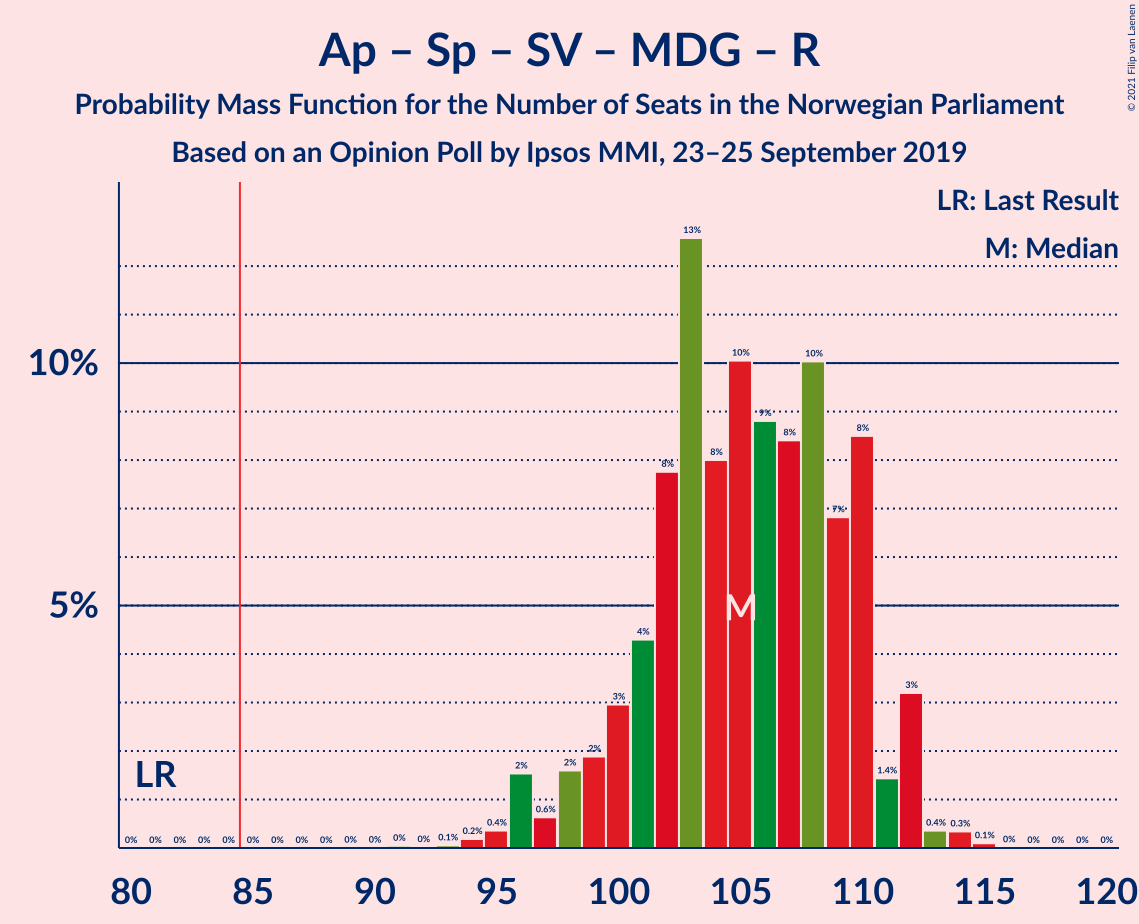 Ap – Sp – SV – MDG – R
Probability Mass Function for the Number of Seats in the Norwegian Parliament
Based on an Opinion Poll by Ipsos MMI, 23–25 September 2019
© 2021 Filip van Laenen
LR: Last Result
M: Median
10%
5%
LR
M
0% 0% 0% 0% 0% 0% 0% 0% 0% 0% 0% 0% 0% 0.1% 0.2% 0.4% 2% 0.6% 2% 2% 3% 4% 8% 13% 8% 10% 9% 8% 10% 7% 8% 1.4% 3% 0.4% 0.3% 0.1% 0% 0% 0% 0% 0%
80 85 90 95 100 105 110 115 120